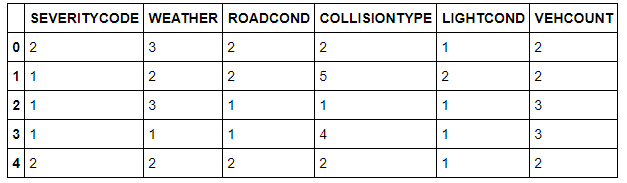 SEVERITYCODE WEATHER ROADCOND COLLISIONTYPE LIGHTCOND VEHCOUNT
0 2 3 2 2 1 2
1 1 2 2 5 2 2
2 1 3 1 1 1 3
3 1 1 1 4 1 3
4 2 2 2 2 1 2